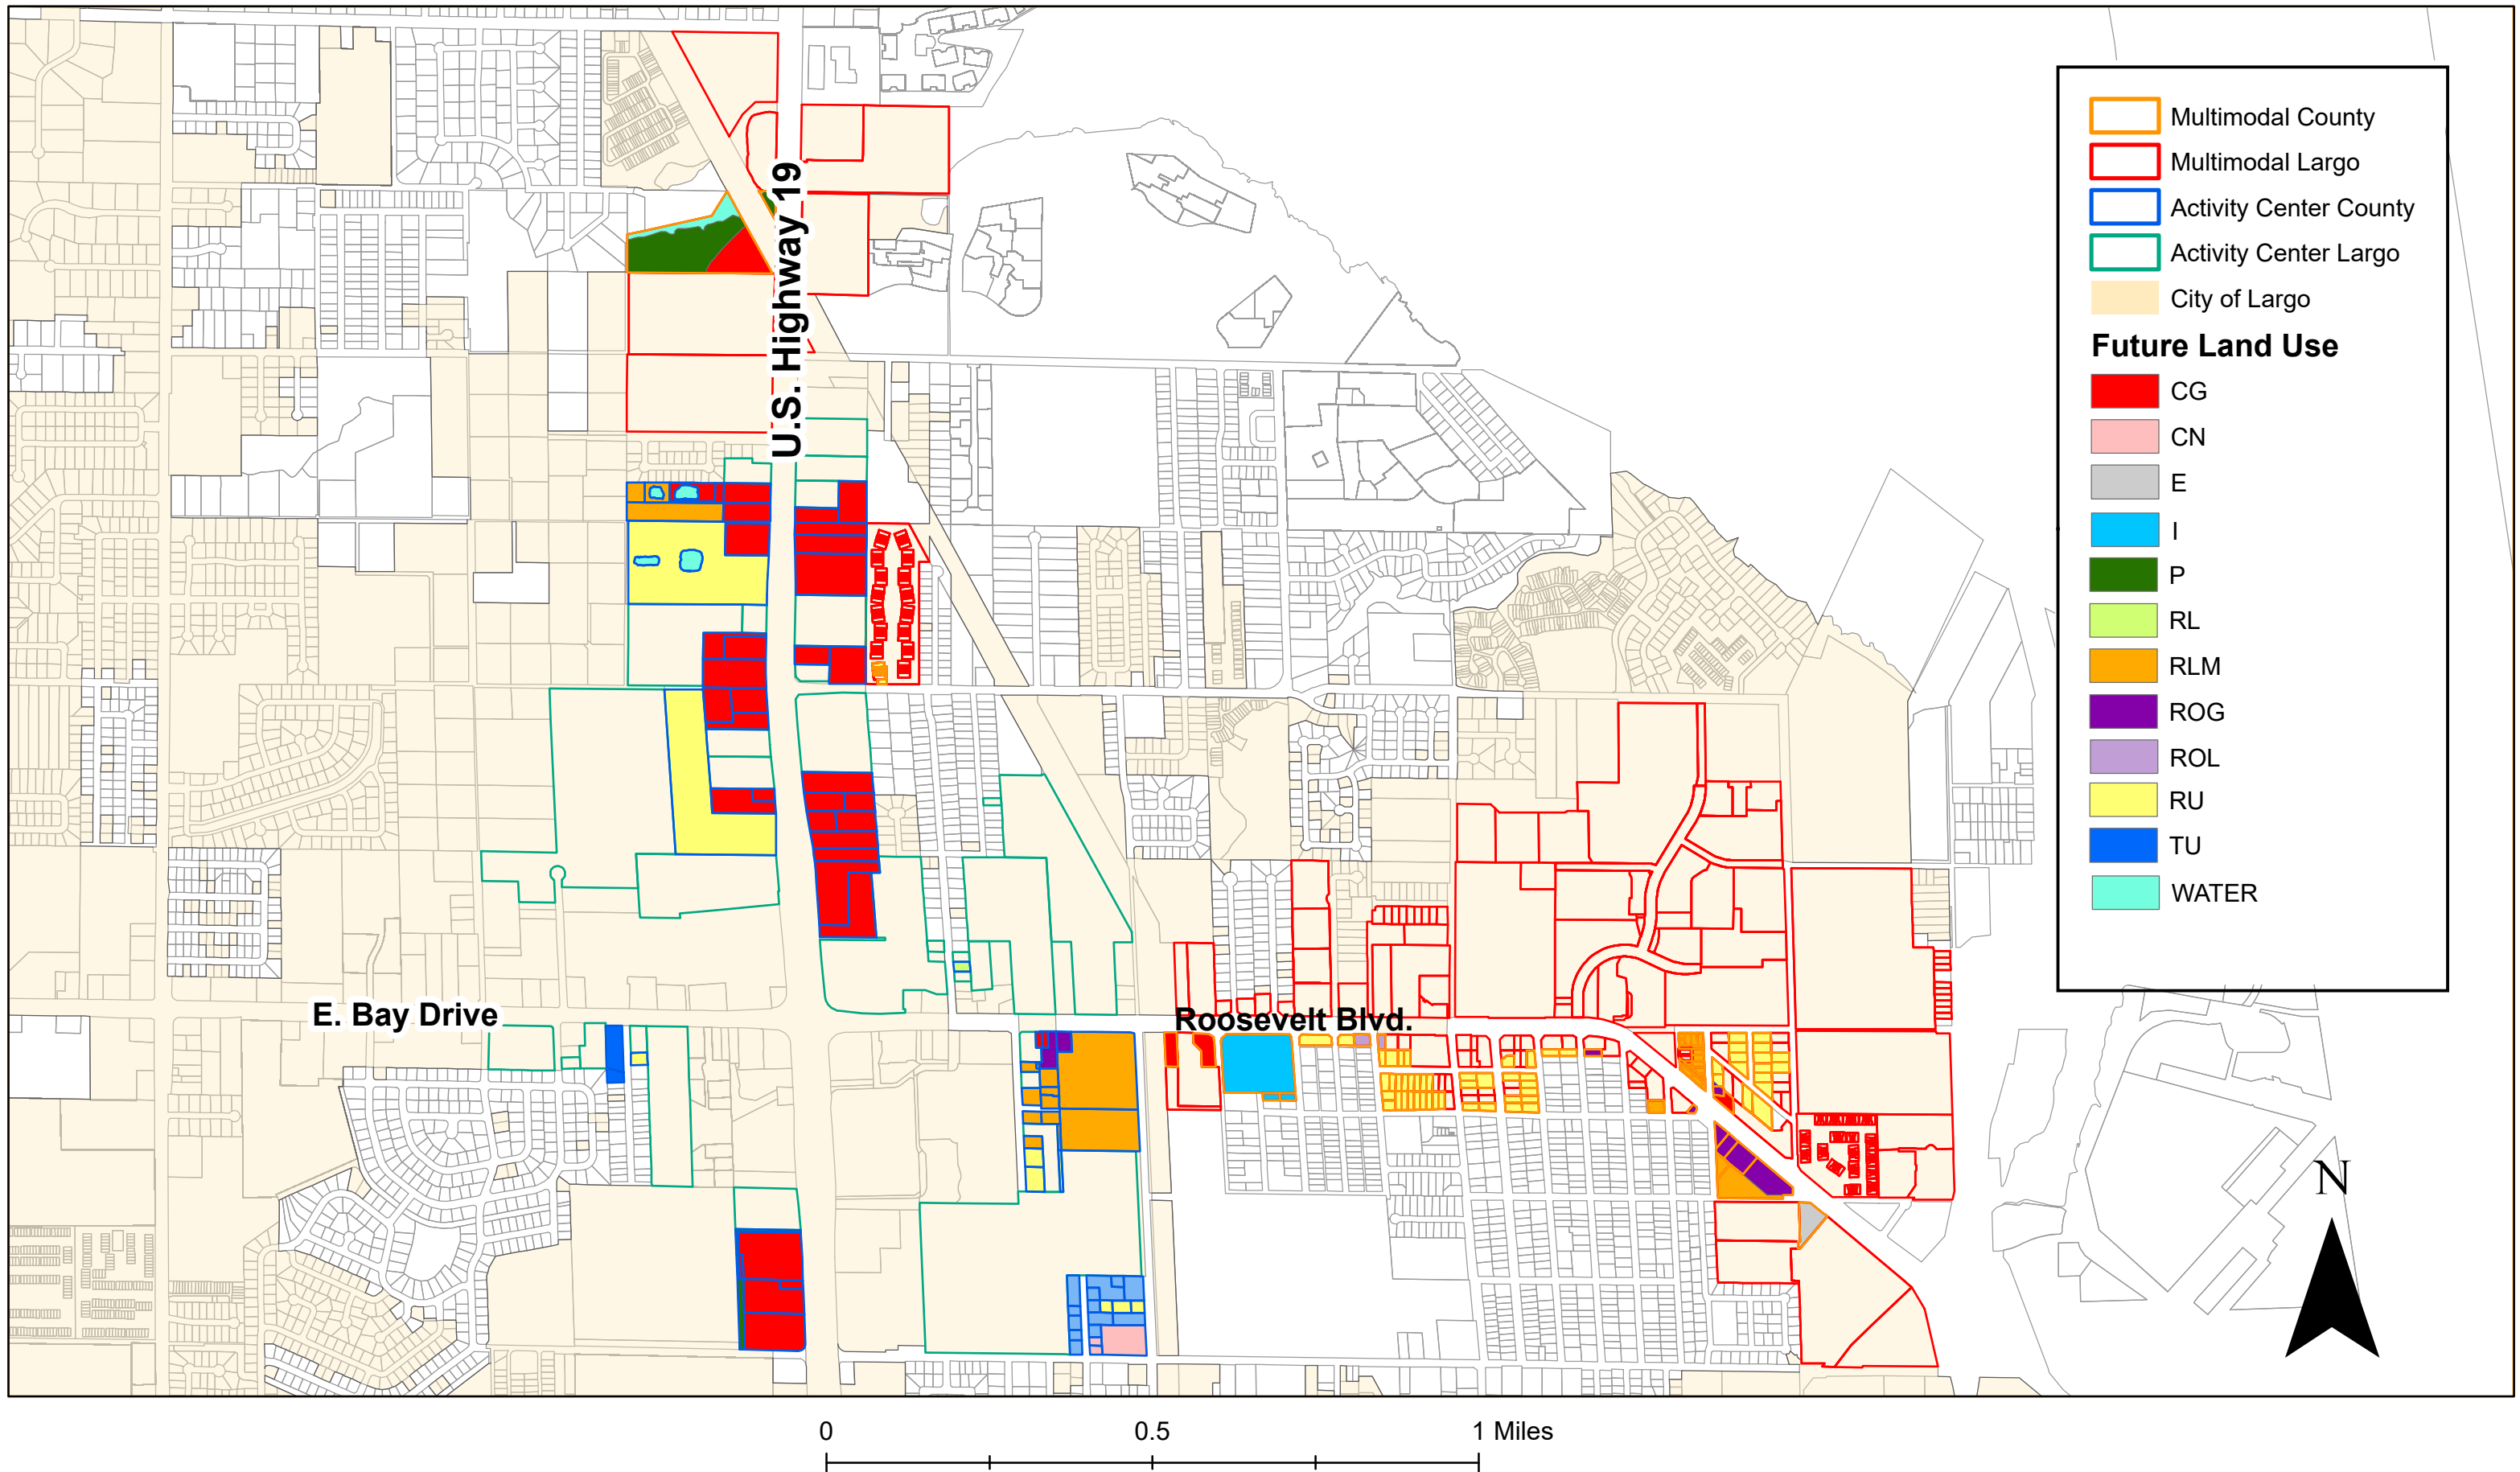 U.S. Highway 19
E. Bay Drive
Roosevelt Blvd.
Multimodal County
Multimodal Largo
Activity Center County
Activity Center Largo
City of Largo
Future Land Use
CG
CN
E
I
P
RL
RLM
ROG
ROL
RU
TU
WATER
N
0 0.5 1 Miles